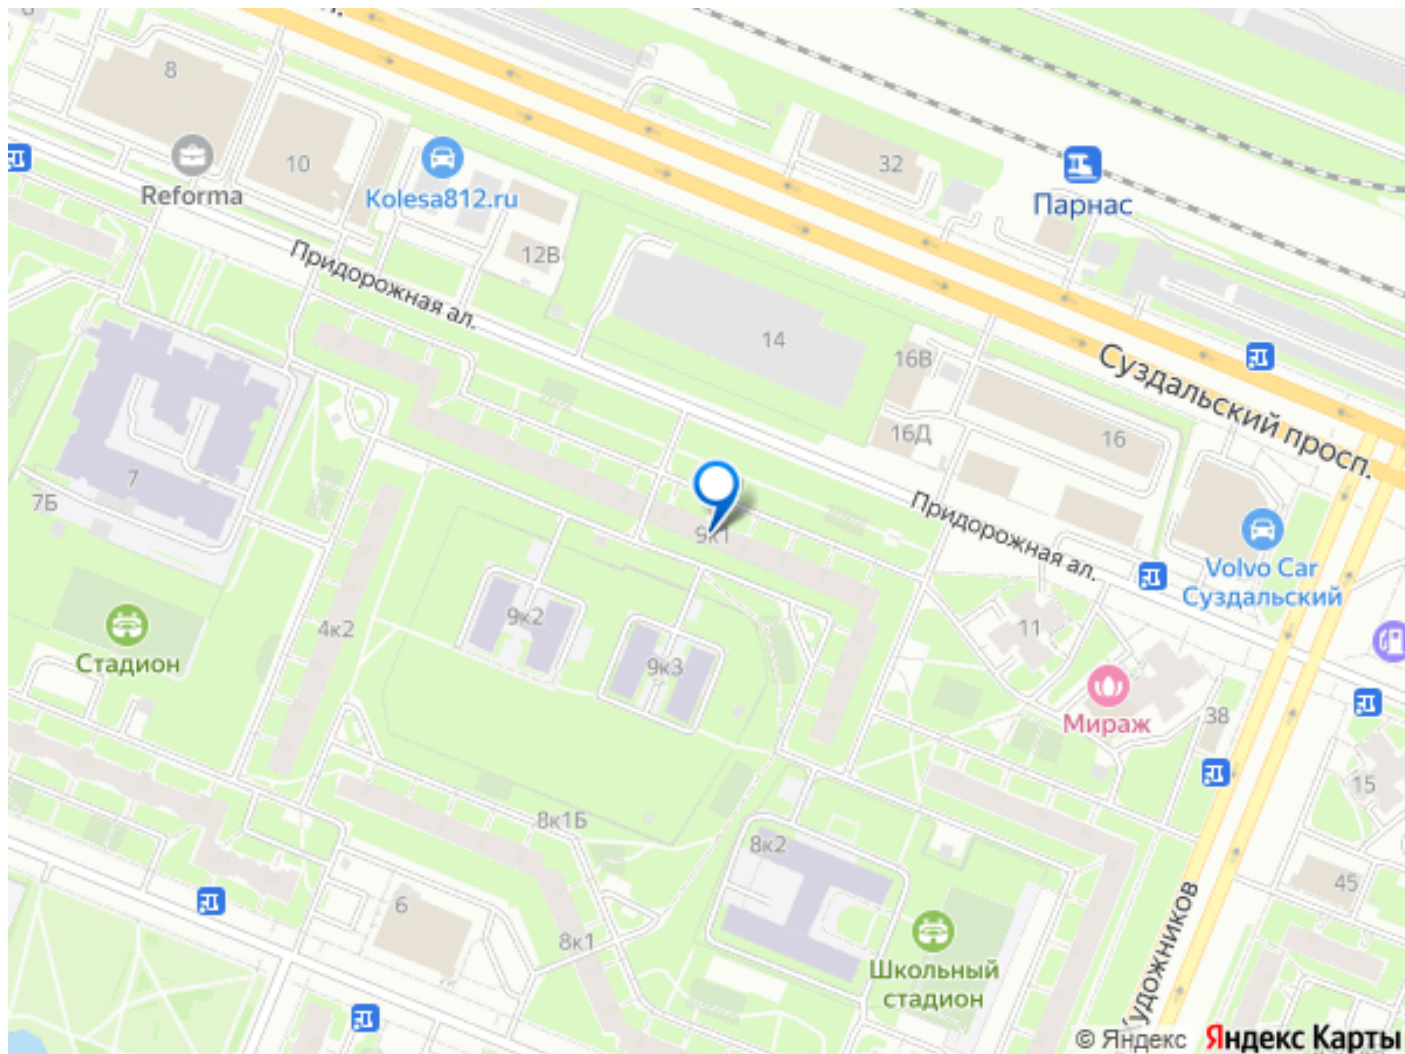 8
Reforma
10
Kolesa812.ru
12В
Придорожная ал.
32
Парнас
14
16В
16Д
16
Суздальский просп.
Придорожная ал.
Volvo Car
Суздальский
7
7Б
9к1
9к2
9к3
4к2
Стадион
11
Мираж
38
15
8к1Б
8к2
45
6
8к1
Школьный
стадион
© Яндекс Яндекс Карты